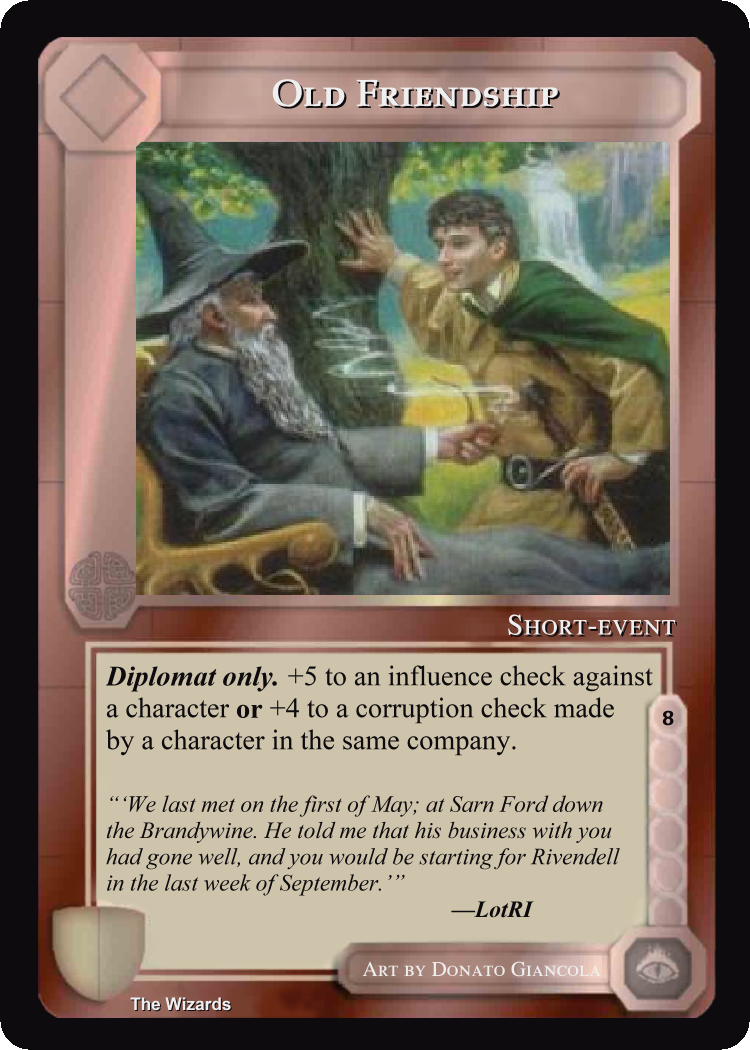 Old Friendship
Short-event
Diplomat only. +5 to an influence check against
a character or +4 to a corruption check made
by a character in the same company.
8
“‘We last met on the first of May; at Sarn Ford down
the Brandywine. He told me that his business with you
had gone well, and you would be starting for Rivendell
in the last week of September.’”
—LotRI
Art by Donato Giancola
The Wizards